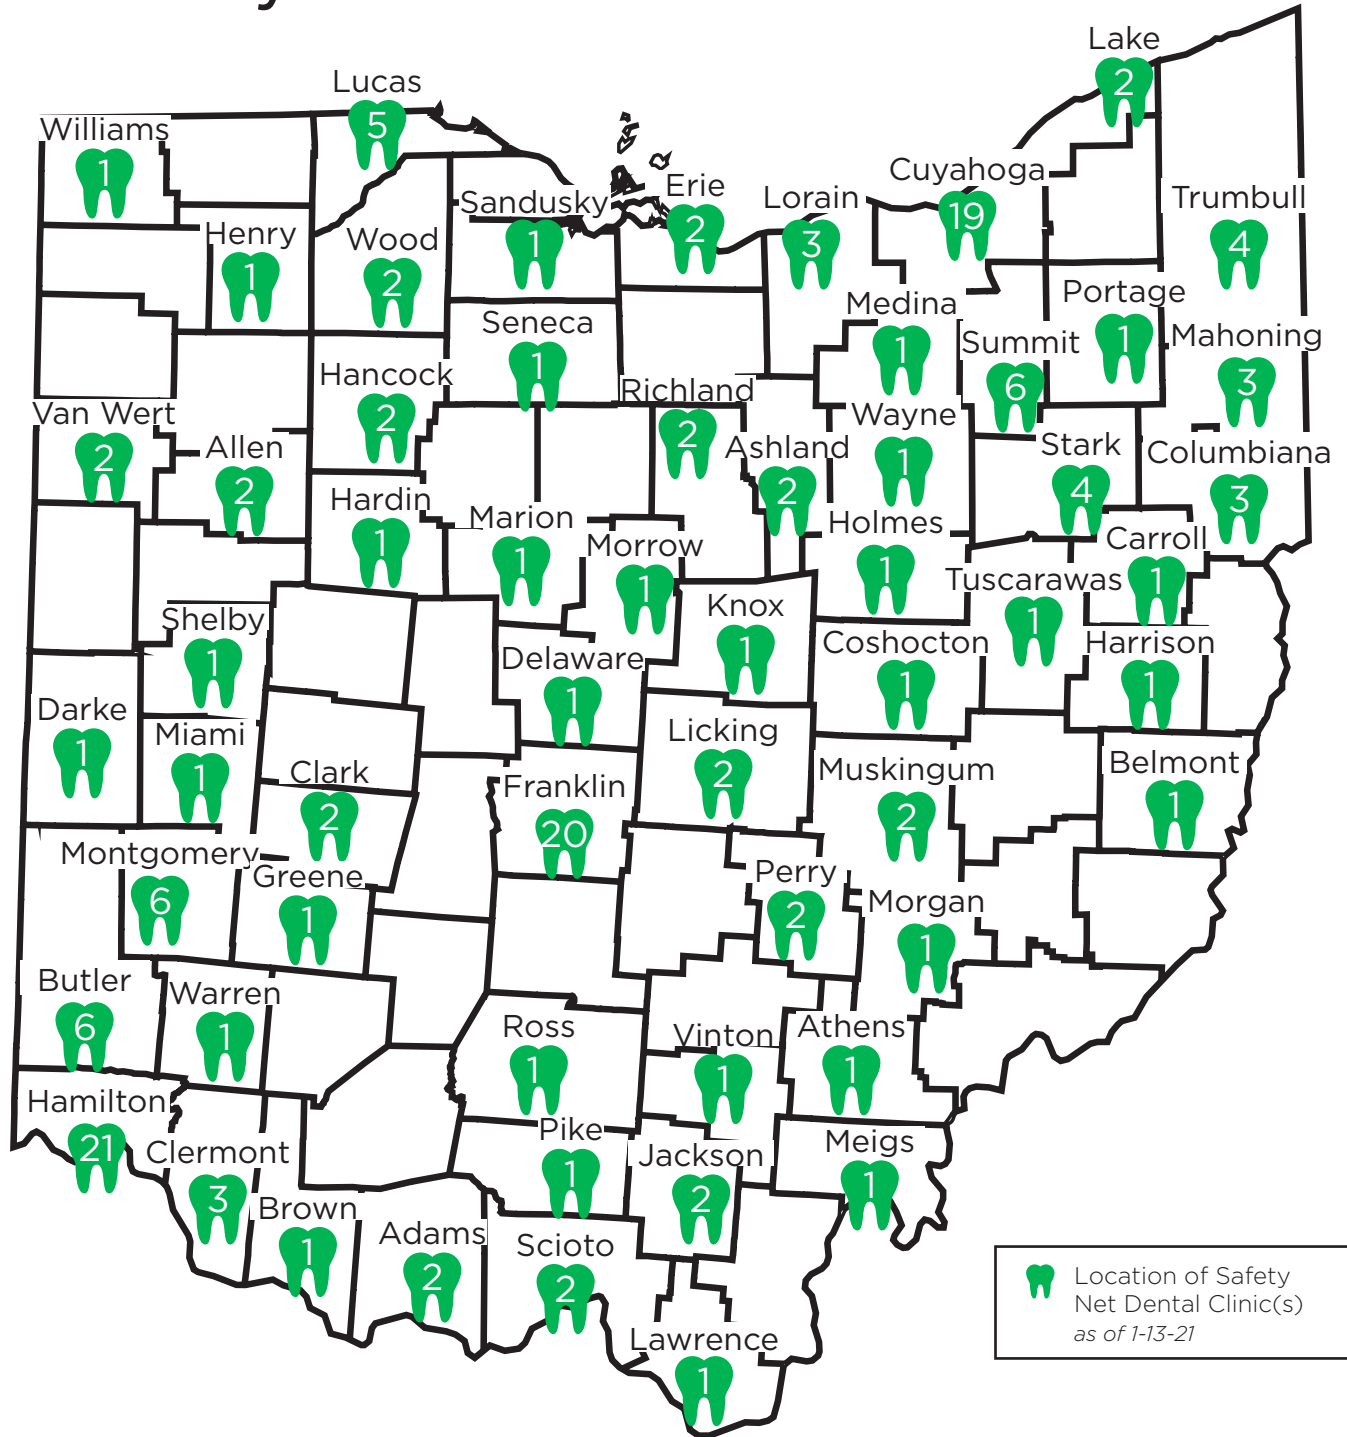 Lake
2
Lucas
5
Williams
1
Cuyahoga
19
Erie
2
Lorain
3
Trumbull
4
Sandusky
1
Henry
1
Wood
2
Medina
1
Portage
1
Seneca
1
Summit
6
Mahoning
3
Hancock
2
Richland
2
Van Wert
2
Wayne
1
Allen
2
Ashland
2
Stark
4
Columbiana
3
Hardin
1
Marion
1
Holmes
1
Morrow
1
Carroll
1
Tuscarawas
1
Knox
1
Shelby
1
Coshocton
1
Harrison
1
Delaware
1
Darke
1
Miami
1
Licking
2
Clark
2
Franklin
20
Muskingum
2
Belmont
1
Montgomery
6
Greene
1
Perry
2
Morgan
1
Butler
6
Warren
1
Ross
1
Vinton
1
Athens
1
Hamilton
21
Clermont
3
Pike
1
Jackson
2
Meigs
1
Brown
1
Adams
2
Scioto
2
Lawrence
1
Location of Safety
Net Dental Clinic(s)
as of 1-13-21